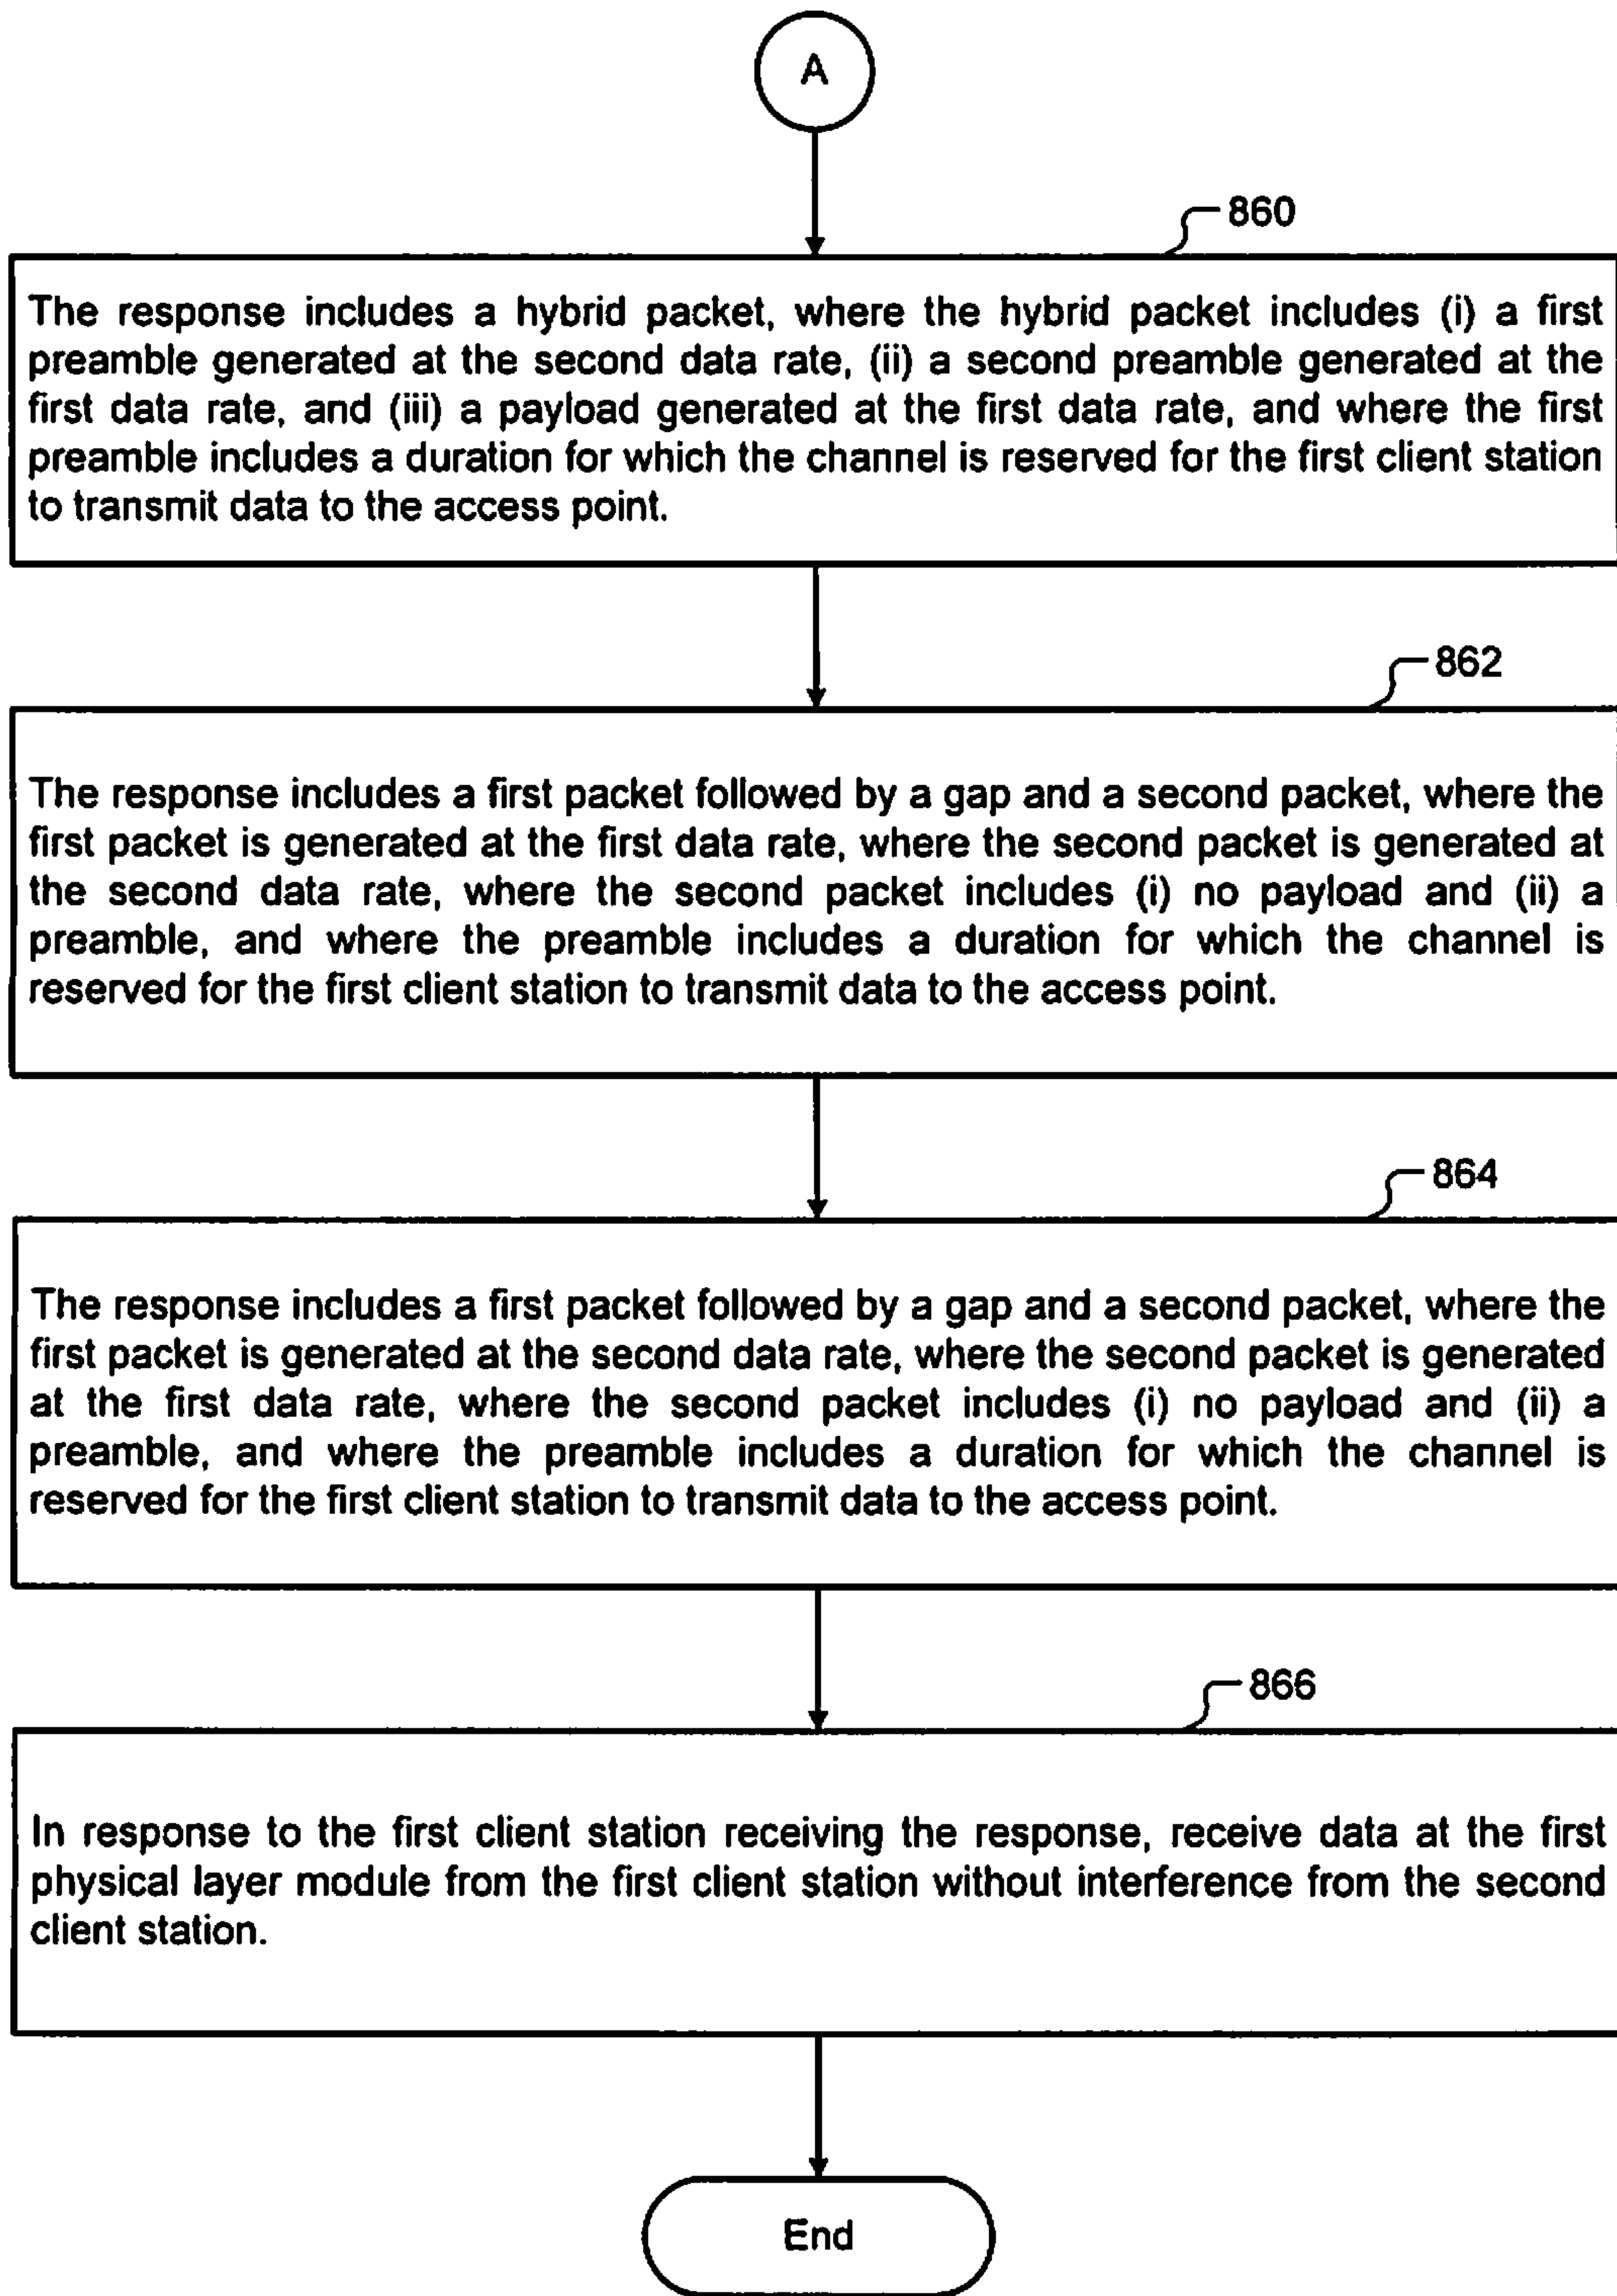 A
860
The response includes a hybrid packet, where the hybrid packet includes (i) a first
preamble generated at the second data rate, (ii) a second preamble generated at the
first data rate, and (iii) a payload generated at the first data rate, and where the first
preamble includes a duration for which the channel is reserved for the first client station
to transmit data to the access point.
862
The response includes a first packet followed by a gap and a second packet, where the
first packet is generated at the first data rate, where the second packet is generated at
the second data rate, where the second packet includes (i) no payload and (ii) a
preamble, and where the preamble includes a duration for which the channel is
reserved for the first client station to transmit data to the access point.
864
The response includes a first packet followed by a gap and a second packet, where the
first packet is generated at the second data rate, where the second packet is generated
at the first data rate, where the second packet includes (i) no payload and (ii) a
preamble, and where the preamble includes a duration for which the channel is
reserved for the first client station to transmit data to the access point.
866
In response to the first client station receiving the response, receive data at the first
physical layer module from the first client station without interference from the second
client station.
End